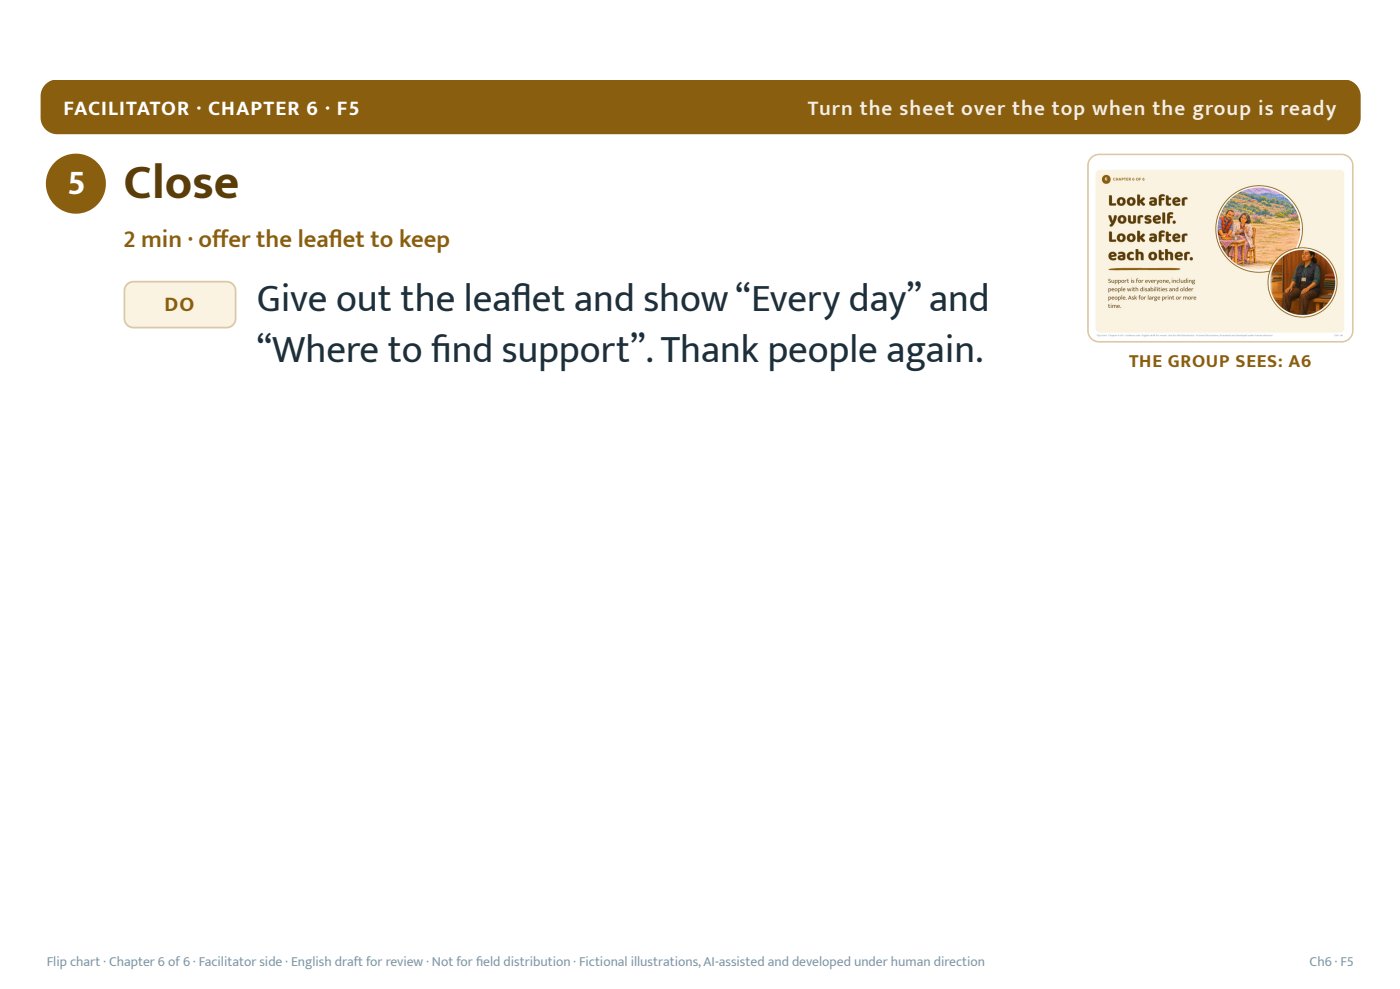 FACILITATOR · CHAPTER 6 · F5
Turn the sheet over the top when the group is ready
5
Close
2 min · offer the leaflet to keep
DO
Give out the leaflet and show “Every day” and
“Where to find support”. Thank people again.
CHAPTER 6 OF 6
Look after
yourself.
Look after
each other.
Support is for everyone, including
people with disabilities and older
people. Ask for large print or more
time.
THE GROUP SEES: A6
Flip chart · Chapter 6 of 6 · Facilitator side · English draft for review · Not for field distribution · Fictional illustrations, AI-assisted and developed under human direction
Ch6 · F5